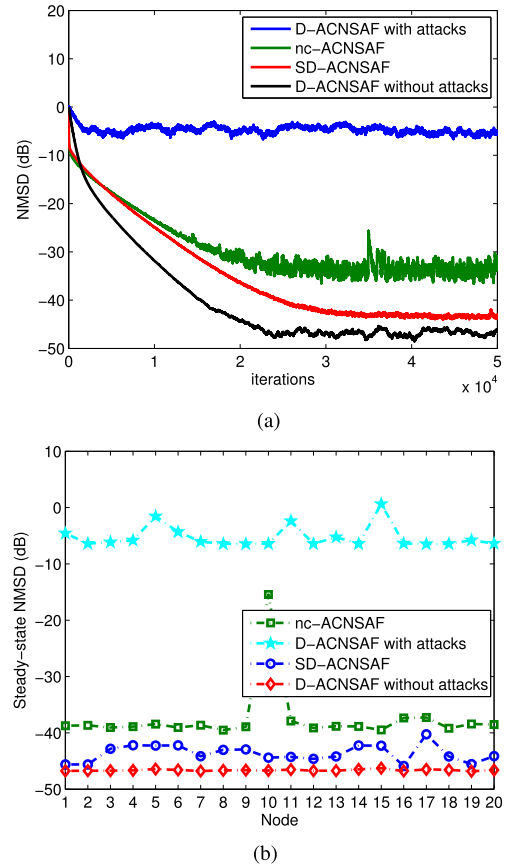 20
10
0
−10
−20
−30
−40
−50
NMSD (dB)
D−ACNSAF with attacks
nc−ACNSAF
SD−ACNSAF
D−ACNSAF without attacks
0 1 2 3 4 5
iterations
x 10^4
(a)
10
0
−10
−20
−30
−40
−50
Steady−state NMSD (dB)
nc−ACNSAF
D−ACNSAF with attacks
SD−ACNSAF
D−ACNSAF without attacks
1 2 3 4 5 6 7 8 9 10 11 12 13 14 15 16 17 18 19 20
Node
(b)